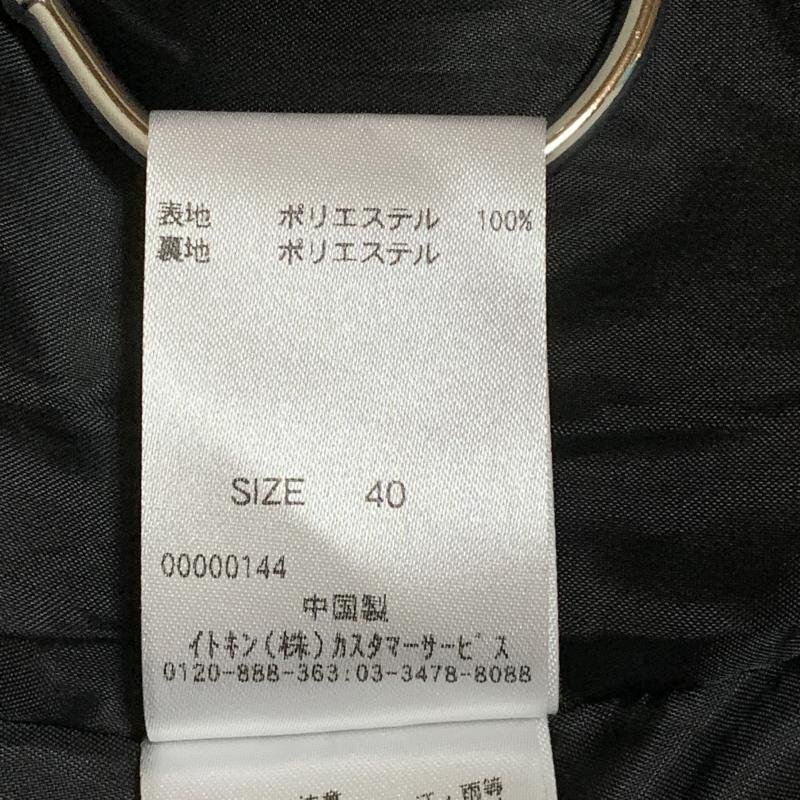 表地 ポリエステル 100%
裏地 ポリエステル
SIZE 40
00000144
中国製
イトキン(株)カスタマーサービス
0120-888-363:03-3478-8088